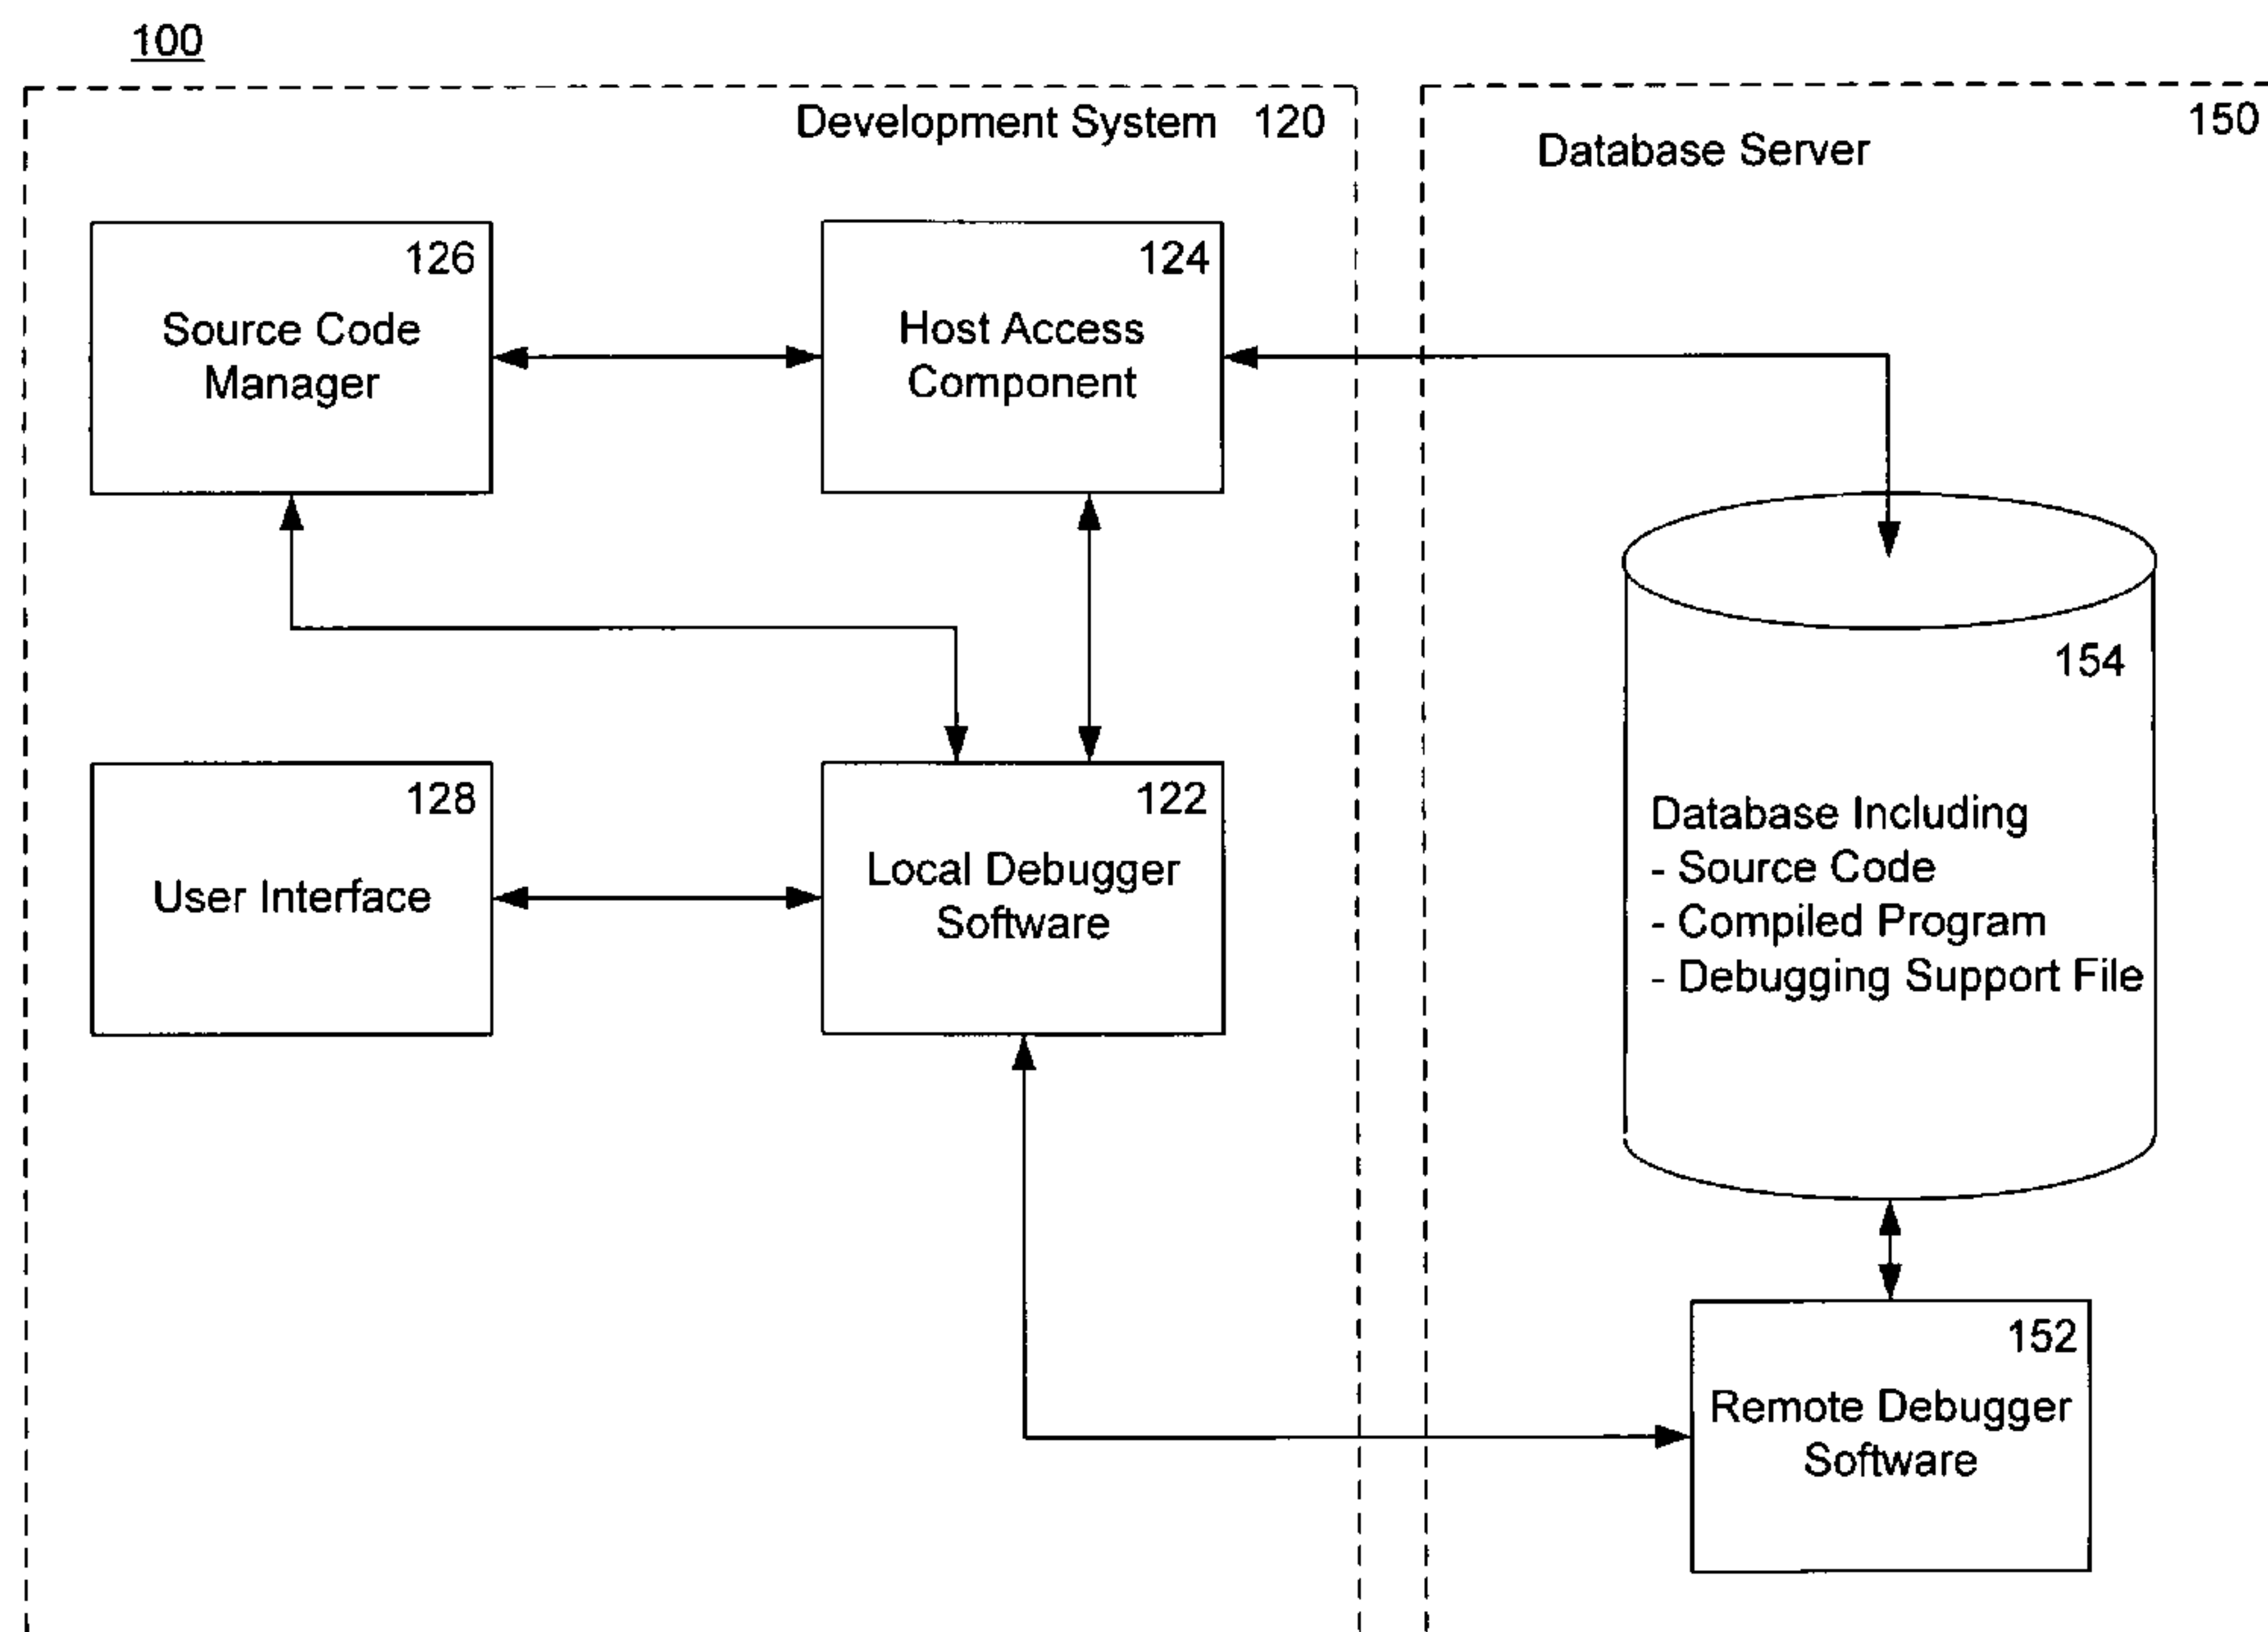 100
Development System 120
150
Database Server
126
Source Code
Manager
124
Host Access
Component
154
Database Including
- Source Code
- Compiled Program
- Debugging Support File
128
User Interface
122
Local Debugger
Software
152
Remote Debugger
Software